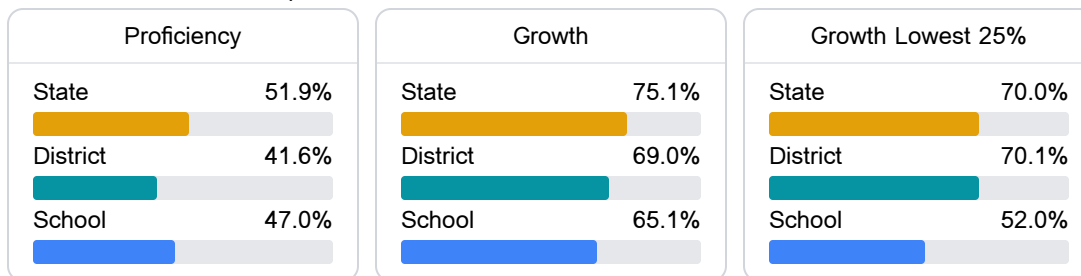 Proficiency
State 51.9%
District 41.6%
School 47.0%
Growth
State 75.1%
District 69.0%
School 65.1%
Growth Lowest 25%
State 70.0%
District 70.1%
School 52.0%